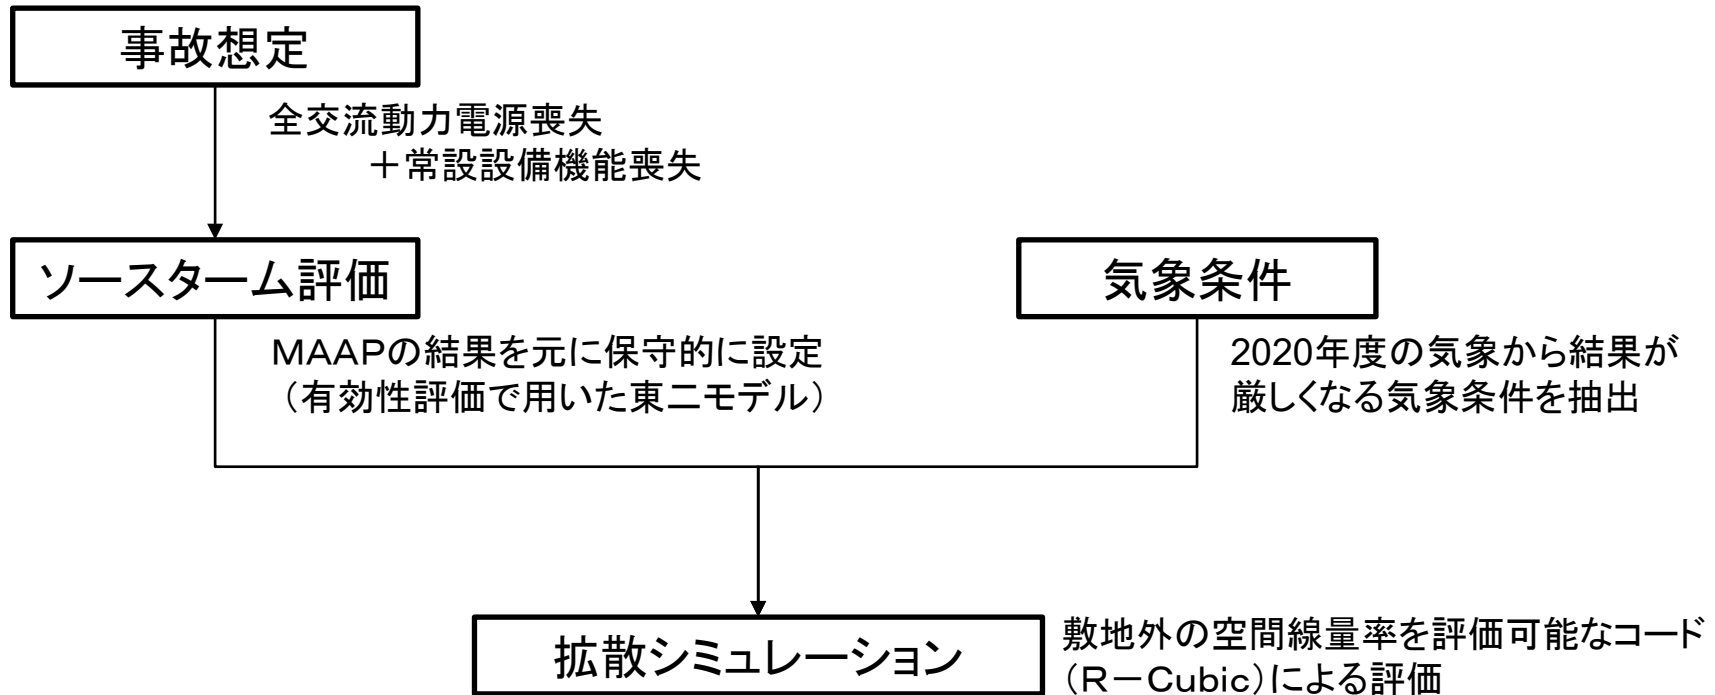 事故想定
全交流動力電源喪失
＋常設設備機能喪失
ソースターム評価
気象条件
ＭＡＡＰの結果を元に保守的に設定
（有効性評価で用いた東二モデル）
2020年度の気象から結果が
厳しくなる気象条件を抽出
拡散シミュレーション
敷地外の空間線量率を評価可能なコード
（Ｒ－Ｃｕｂｉｃ）による評価